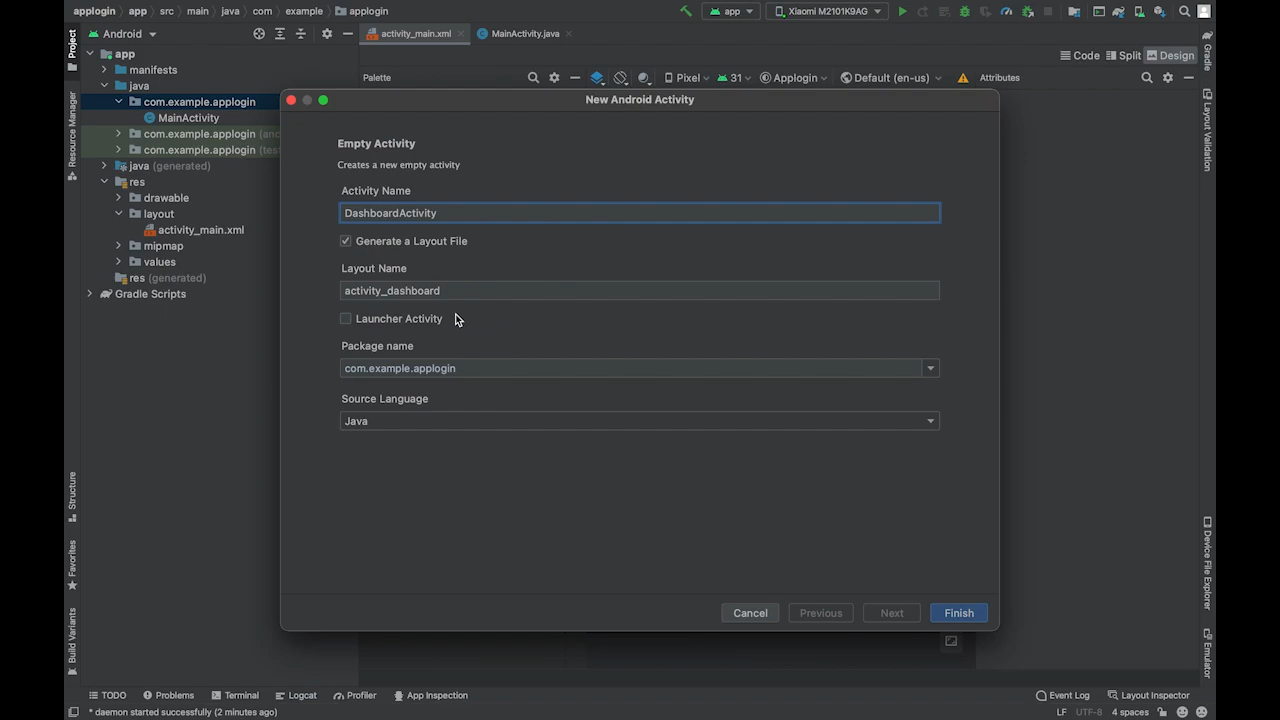 applogin app src main java com example applogin
app Xiaomi M2101K9AG
Project
Android
activity_main.xml MainActivity.java
Code Split Design
Palette
Pixel 31 Applogin Default (en-us) Attributes
app
manifests
java
com.example.applogin
MainActivity
com.example.applogin (and
com.example.applogin (tes
java (generated)
res
drawable
layout
activity_main.xml
mipmap
values
res (generated)
Gradle Scripts
Resource Manager
Structure
Favorites
Build Variants
New Android Activity
Empty Activity
Creates a new empty activity
Activity Name
DashboardActivity
Generate a Layout File
Layout Name
activity_dashboard
Launcher Activity
Package name
com.example.applogin
Source Language
Java
Cancel Previous Next Finish
Gradle
Layout Validation
Device File Explorer
Emulator
TODO Problems Terminal Logcat Profiler App Inspection Event Log Layout Inspector
* daemon started successfully (2 minutes ago) LF UTF-8 4 spaces